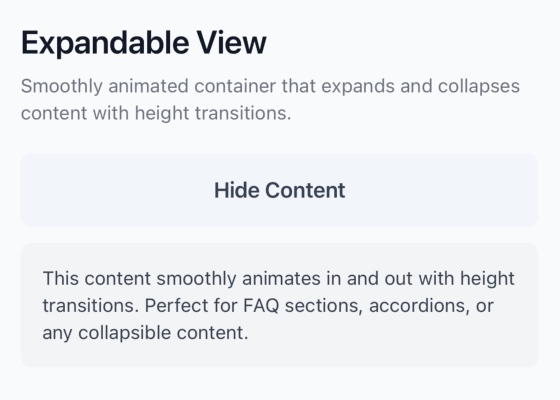 Expandable View
Smoothly animated container that expands and collapses
content with height transitions.
Hide Content
This content smoothly animates in and out with height
transitions. Perfect for FAQ sections, accordions, or
any collapsible content.